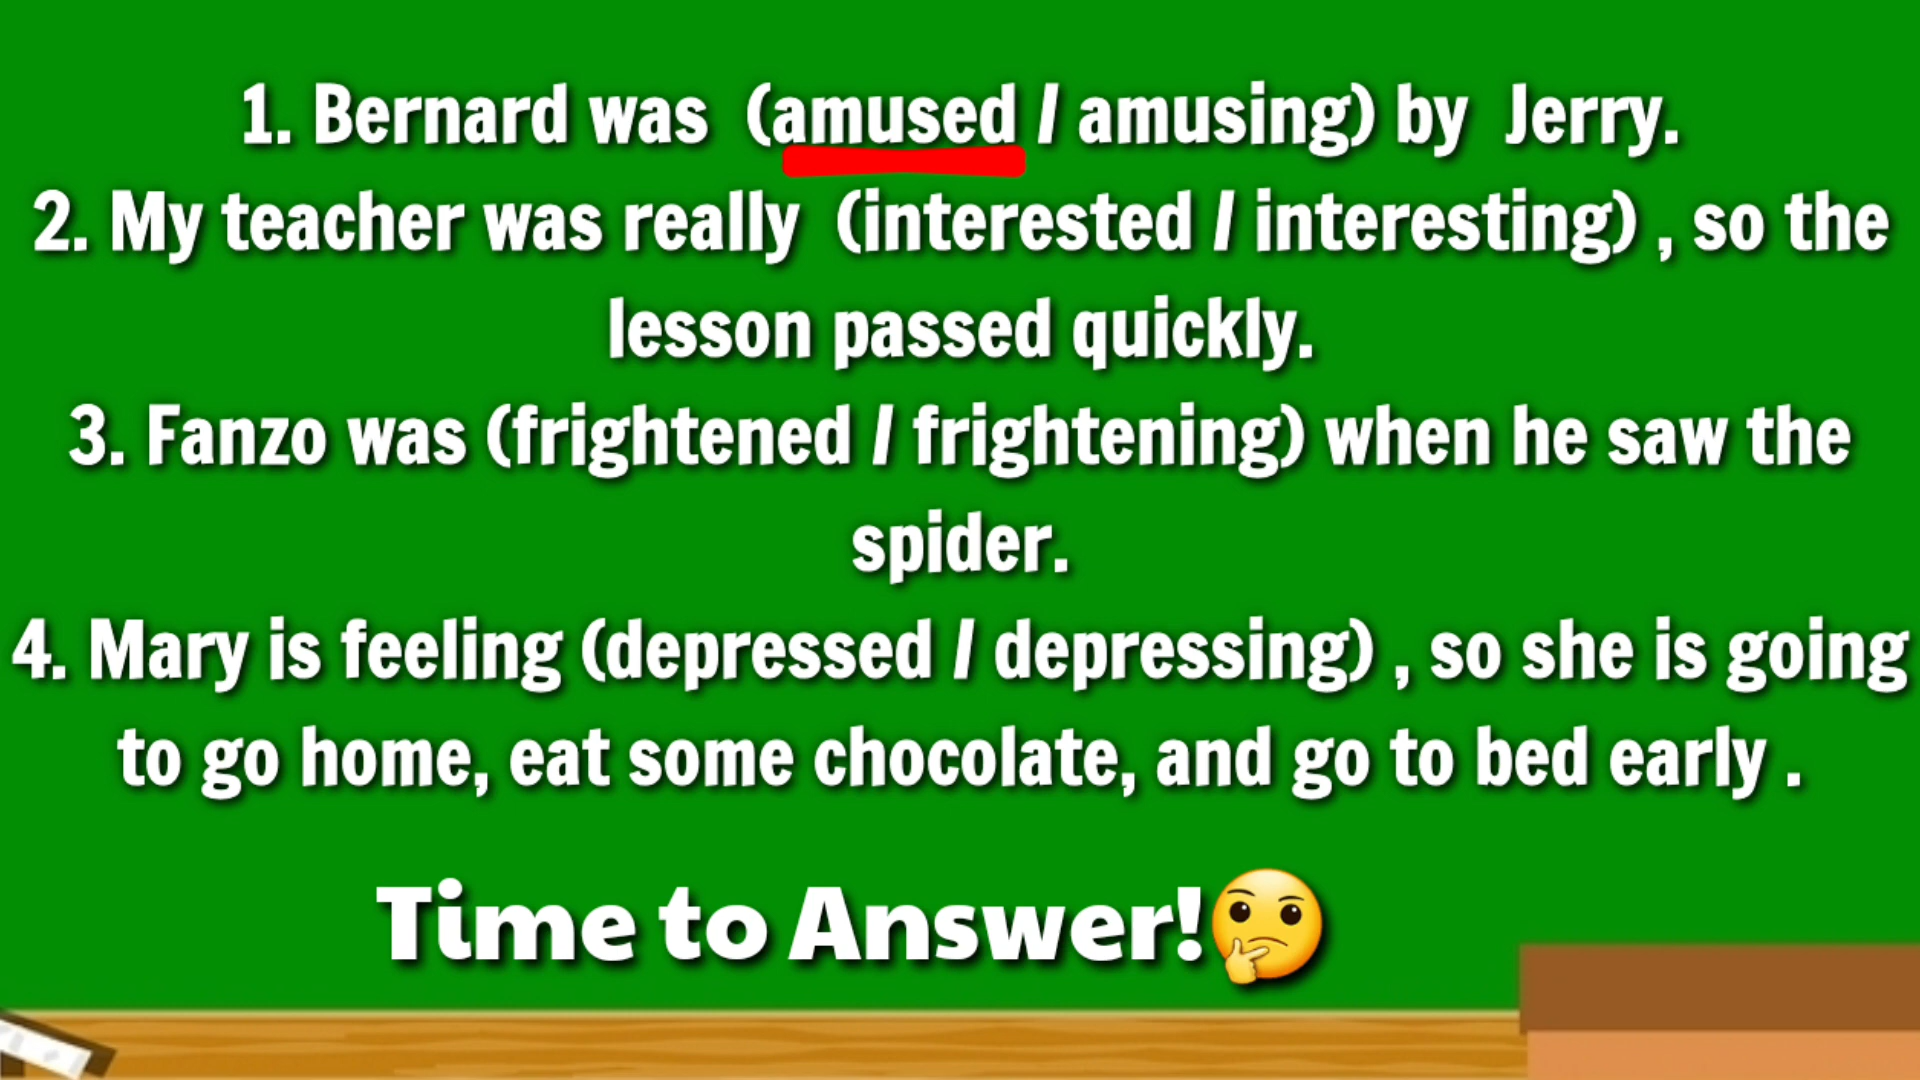 1. Bernard was (amused / amusing) by Jerry.
2. My teacher was really (interested / interesting) , so the
lesson passed quickly.
3. Fanzo was (frightened / frightening) when he saw the
spider.
4. Mary is feeling (depressed / depressing) , so she is going
to go home, eat some chocolate, and go to bed early .
Time to Answer!🤔